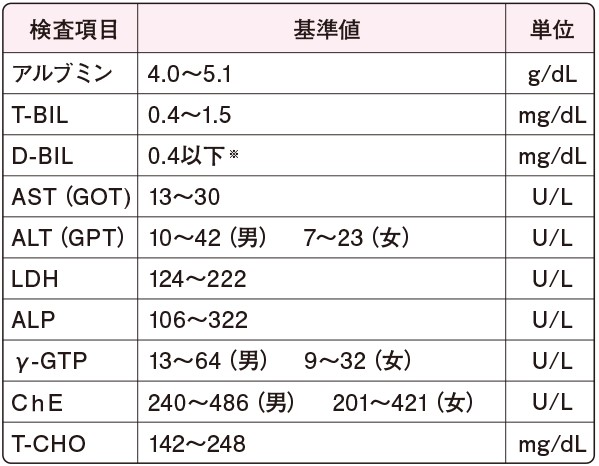 検査項目 基準値 単位
アルブミン 4.0〜5.1 g/dL
T-BIL 0.4〜1.5 mg/dL
D-BIL 0.4以下※ mg/dL
AST（GOT) 13〜30 U/L
ALT（GPT） 10〜42（男） 7〜23（女） U/L
LDH 124〜222 U/L
ALP 106〜322 U/L
γ-GTP 13〜64（男） 9〜32（女） U/L
ChE 240〜486（男） 201〜421（女） U/L
T-CHO 142〜248 mg/dL